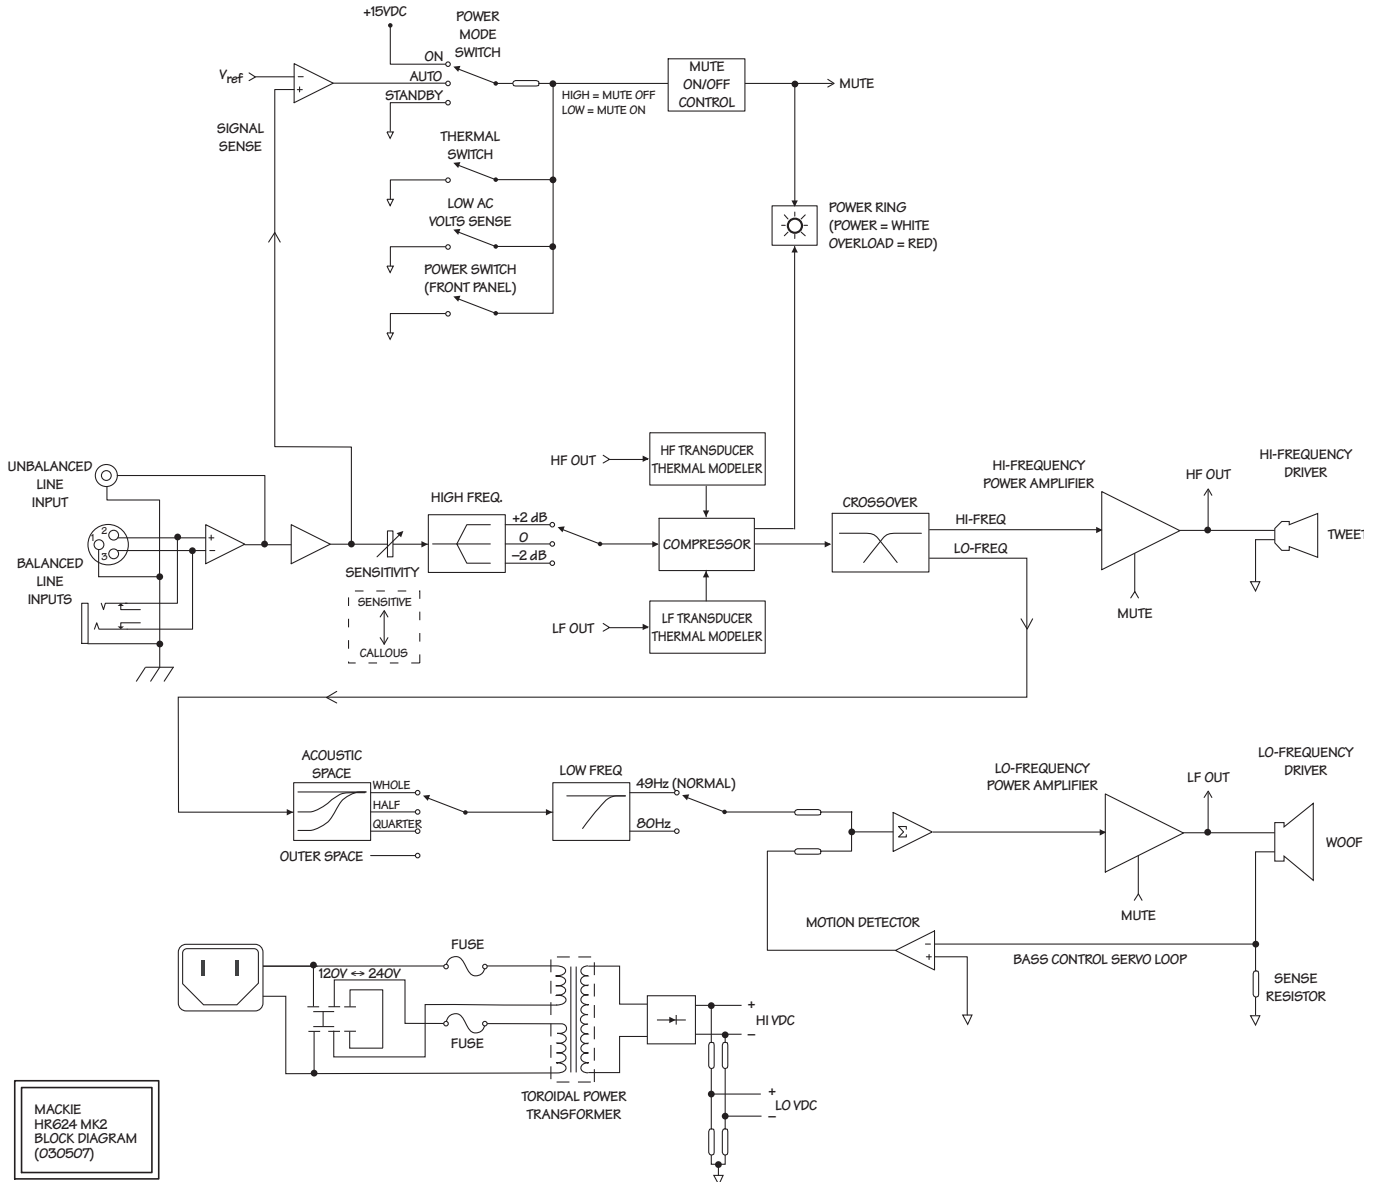 +15VDC
POWER
MODE
SWITCH
ON
AUTO
STANDBY
Vref
−
+
SIGNAL
SENSE
HIGH = MUTE OFF
LOW = MUTE ON
MUTE
ON/OFF
CONTROL
MUTE
THERMAL
SWITCH
LOW AC
VOLTS SENSE
POWER SWITCH
(FRONT PANEL)
POWER RING
(POWER = WHITE
OVERLOAD = RED)
UNBALANCED
LINE
INPUT
1
2
3
BALANCED
LINE
INPUTS
+
−
SENSITIVITY
SENSITIVE
CALLOUS
HIGH FREQ.
+2 dB
0
−2 dB
HF OUT
HF TRANSDUCER
THERMAL MODELER
COMPRESSOR
LF OUT
LF TRANSDUCER
THERMAL MODELER
CROSSOVER
HI-FREQ
LO-FREQ
HI-FREQUENCY
POWER AMPLIFIER
MUTE
HF OUT
HI-FREQUENCY
DRIVER
TWEET
ACOUSTIC
SPACE
WHOLE
HALF
QUARTER
OUTER SPACE
LOW FREQ
49Hz (NORMAL)
80Hz
Σ
LO-FREQUENCY
POWER AMPLIFIER
MUTE
LF OUT
LO-FREQUENCY
DRIVER
WOOF
MOTION DETECTOR
−
+
BASS CONTROL SERVO LOOP
SENSE
RESISTOR
120V ↔ 240V
FUSE
FUSE
TOROIDAL POWER
TRANSFORMER
+
HI VDC
−
+
LO VDC
−
MACKIE
HR624 MK2
BLOCK DIAGRAM
(030507)